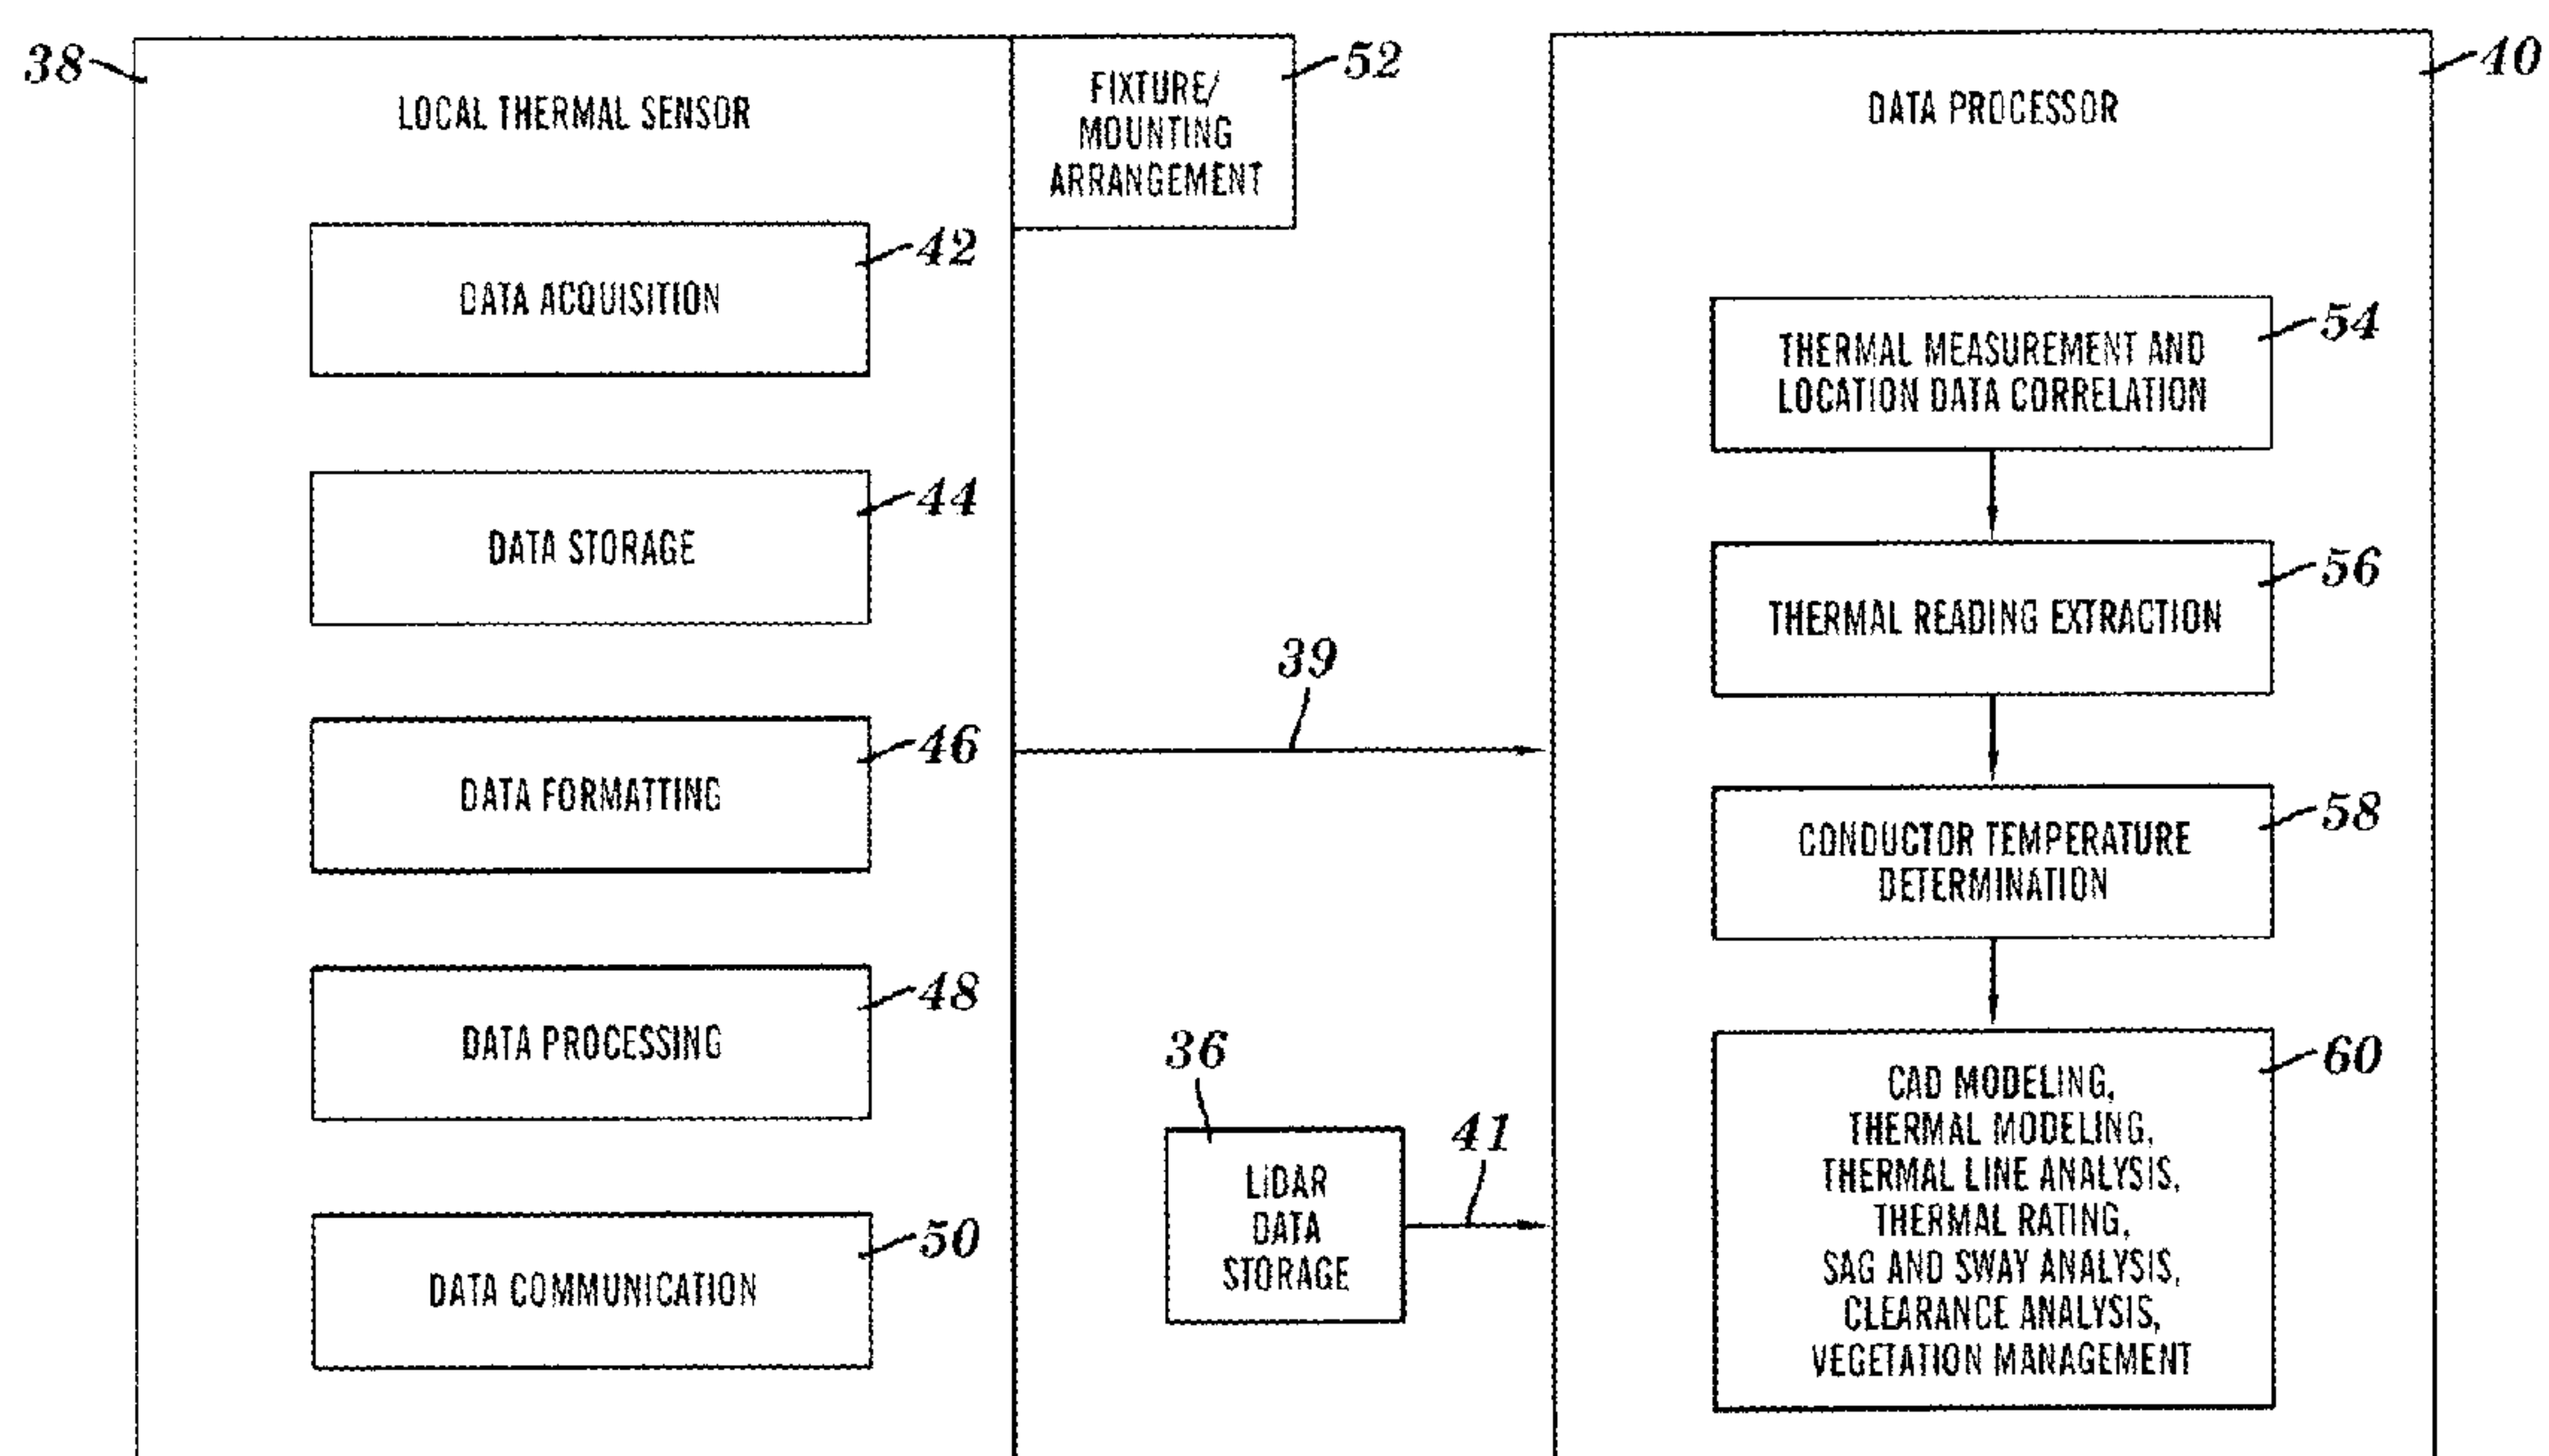 38
LOCAL THERMAL SENSOR
42
DATA ACQUISITION
44
DATA STORAGE
46
DATA FORMATTING
48
DATA PROCESSING
50
DATA COMMUNICATION
52
FIXTURE/
MOUNTING
ARRANGEMENT
39
36
LiDAR
DATA
STORAGE
41
40
DATA PROCESSOR
54
THERMAL MEASUREMENT AND
LOCATION DATA CORRELATION
56
THERMAL READING EXTRACTION
58
CONDUCTOR TEMPERATURE
DETERMINATION
60
CAD MODELING,
THERMAL MODELING,
THERMAL LINE ANALYSIS,
THERMAL RATING,
SAG AND SWAY ANALYSIS,
CLEARANCE ANALYSIS,
VEGETATION MANAGEMENT